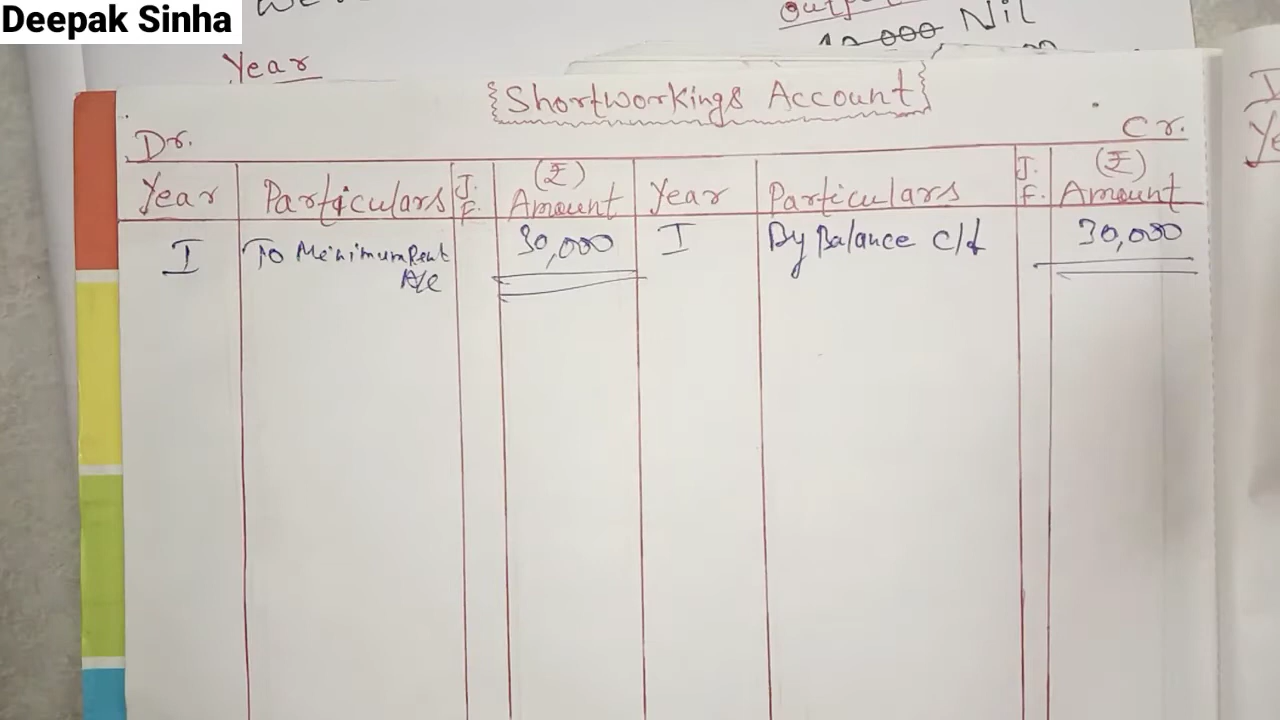 Deepak Sinha
Nil
Year
Shortworkings Account
Dr. Cr.
Year Particulars J.F. (₹) Amount Year Particulars J.F. (₹) Amount
I To Minimum Rent A/c 30,000 I By Balance c/f 30,000